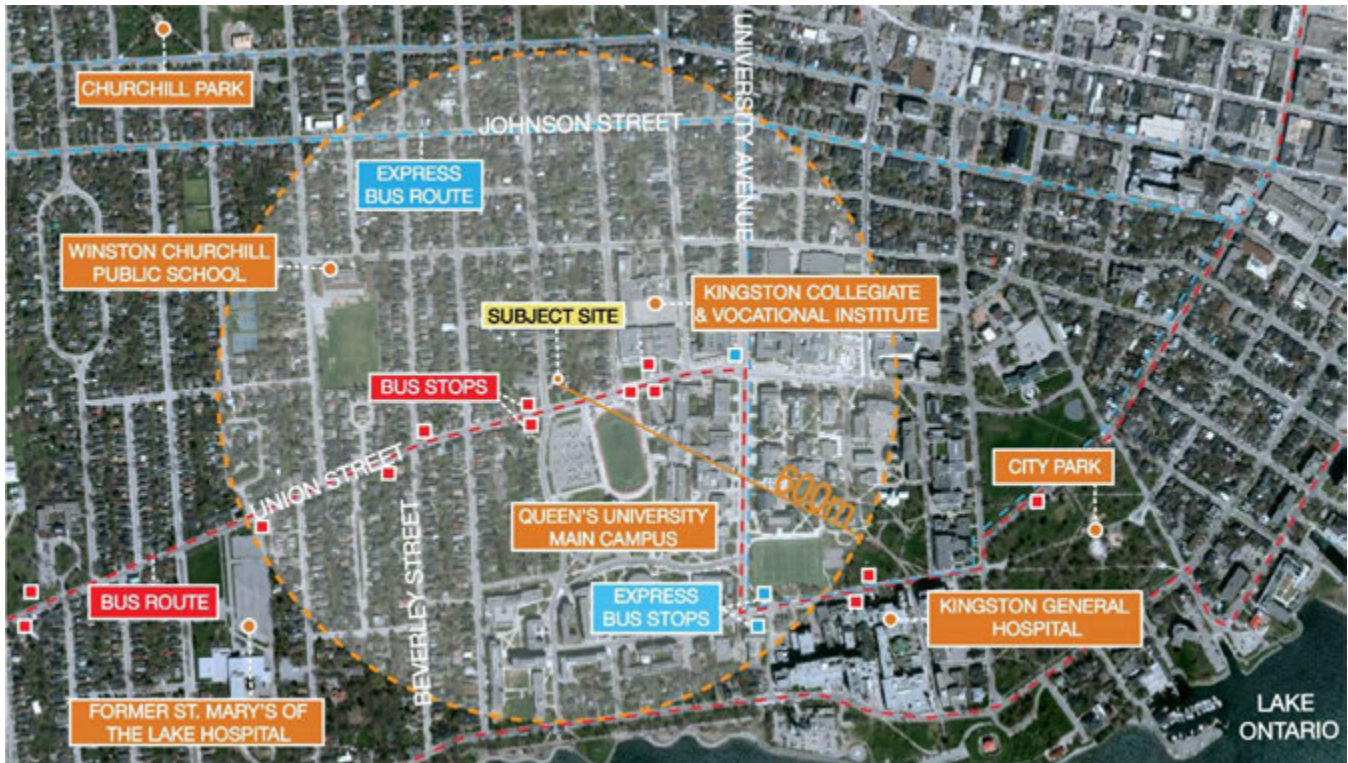 CHURCHILL PARK
UNIVERSITY AVENUE
JOHNSON STREET
EXPRESS
BUS ROUTE
WINSTON CHURCHILL
PUBLIC SCHOOL
SUBJECT SITE
KINGSTON COLLEGIATE
& VOCATIONAL INSTITUTE
BUS STOPS
UNION STREET
600m
CITY PARK
QUEEN'S UNIVERSITY
MAIN CAMPUS
BEVERLEY STREET
BUS ROUTE
EXPRESS
BUS STOPS
KINGSTON GENERAL
HOSPITAL
FORMER ST. MARY'S OF
THE LAKE HOSPITAL
LAKE
ONTARIO